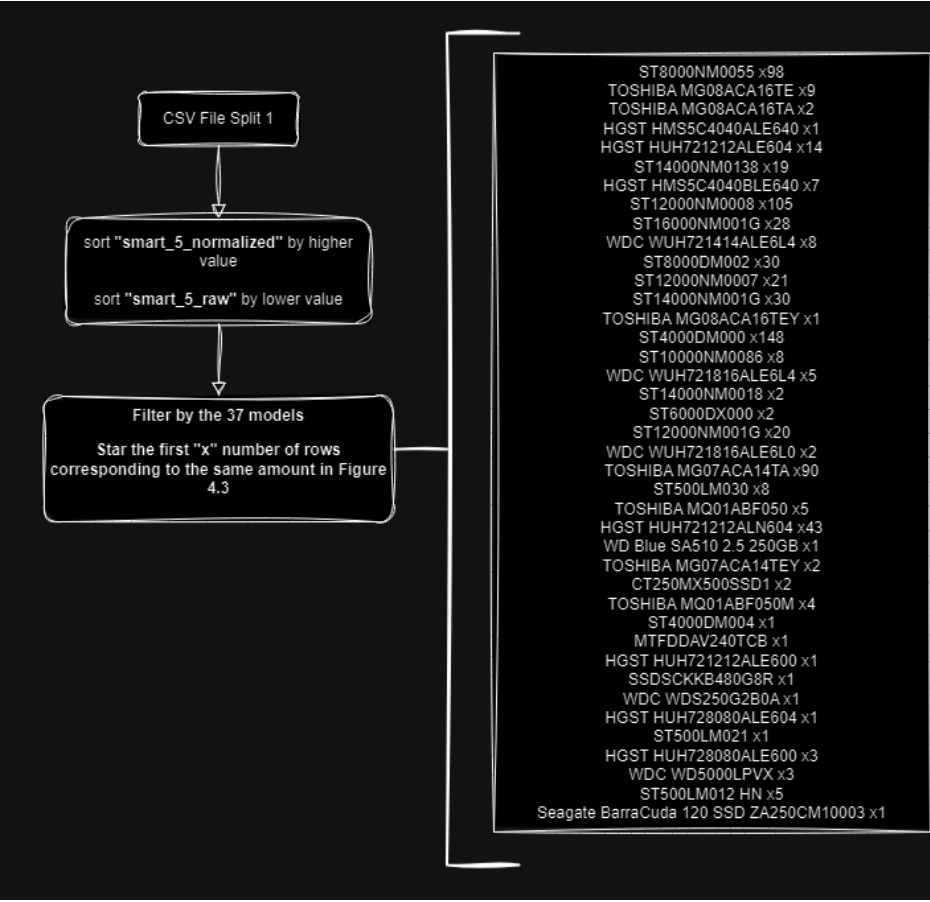 CSV File Split 1
sort "smart_5_normalized" by higher
value
sort "smart_5_raw" by lower value
Filter by the 37 models
Star the first "x" number of rows
corresponding to the same amount in Figure
4.3
ST8000NM0055 x98
TOSHIBA MG08ACA16TE x9
TOSHIBA MG08ACA16TA x2
HGST HMS5C4040ALE640 x1
HGST HUH721212ALE604 x14
ST14000NM0138 x19
HGST HMS5C4040BLE640 x7
ST12000NM0008 x105
ST16000NM001G x28
WDC WUH721414ALE6L4 x8
ST8000DM002 x30
ST12000NM0007 x21
ST14000NM001G x30
TOSHIBA MG08ACA16TEY x1
ST4000DM000 x148
ST10000NM0086 x8
WDC WUH721816ALE6L4 x5
ST14000NM0018 x2
ST6000DX000 x2
ST12000NM001G x20
WDC WUH721816ALE6L0 x2
TOSHIBA MG07ACA14TA x90
ST500LM030 x8
TOSHIBA MQ01ABF050 x5
HGST HUH721212ALN604 x43
WD Blue SA510 2.5 250GB x1
TOSHIBA MG07ACA14TEY x2
CT250MX500SSD1 x2
TOSHIBA MQ01ABF050M x4
ST4000DM004 x1
MTFDDAV240TCB x1
HGST HUH721212ALE600 x1
SSDSCKKB480G8R x1
WDC WDS250G2B0A x1
HGST HUH728080ALE604 x1
ST500LM021 x1
HGST HUH728080ALE600 x3
WDC WD5000LPVX x3
ST500LM012 HN x5
Seagate BarraCuda 120 SSD ZA250CM10003 x1